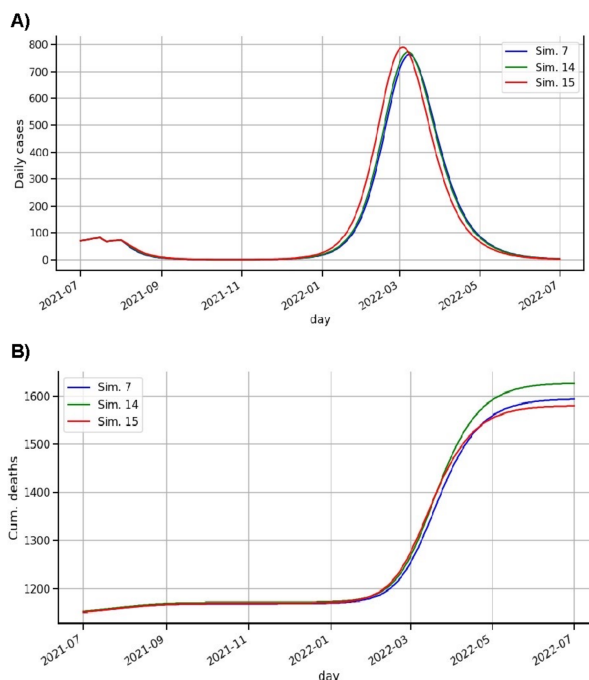 A)
800
700
600
500
400
300
200
100
0
Daily cases
Sim. 7
Sim. 14
Sim. 15
2021-07
2021-09
2021-11
2022-01
2022-03
2022-05
2022-07
day
B)
1600
1500
1400
1300
1200
Cum. deaths
Sim. 7
Sim. 14
Sim. 15
2021-07
2021-09
2021-11
2022-01
2022-03
2022-05
2022-07
day